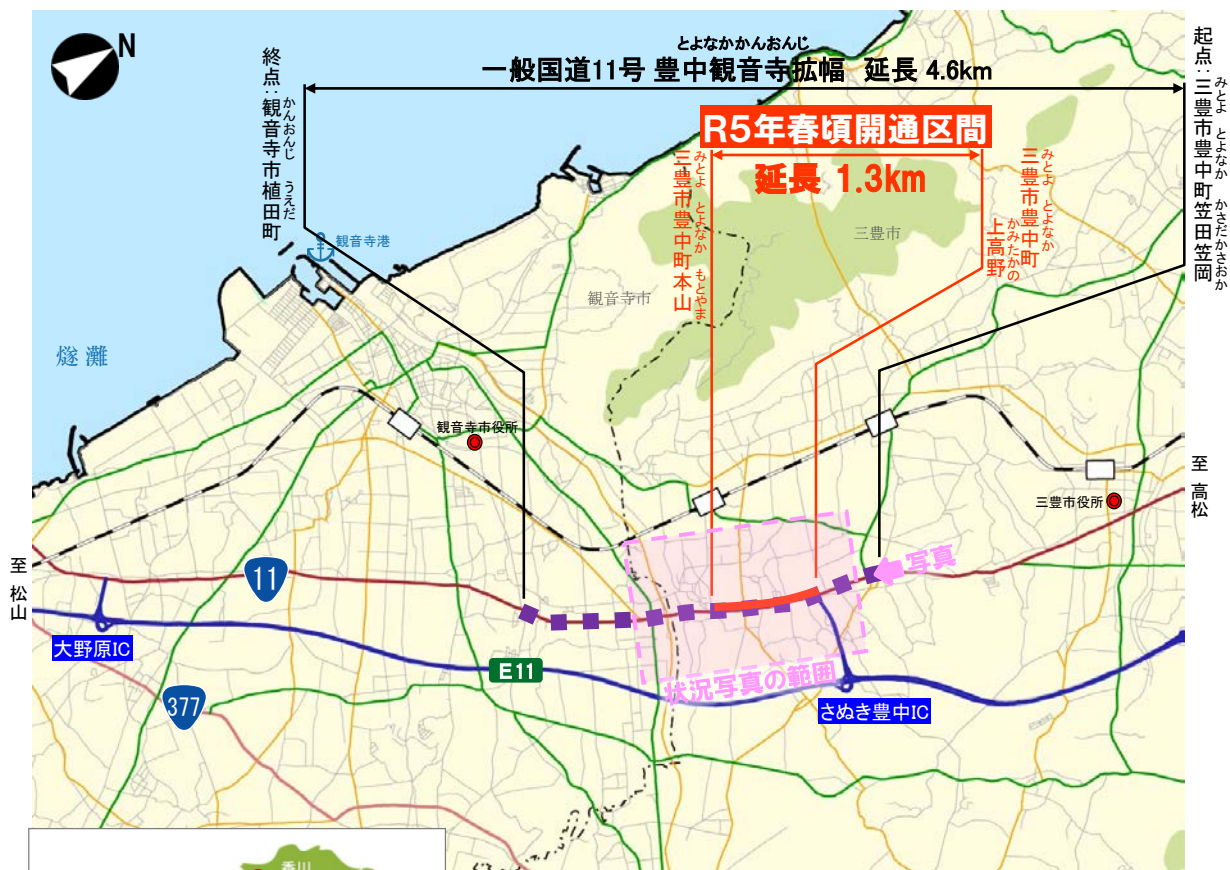 N
とよなかかんおんじ
一般国道11号 豊中観音寺拡幅 延長 4.6km
R5年春頃開通区間
延長 1.3km
起点：三豊市豊中町笠田笠岡
みとよ とよなか かさだかさおか
三豊市豊中町
みとよ とよなか
上高野
かみたかの
三豊市豊中町本山
みとよ とよなか もとやま
終点：観音寺市植田町
かんおんじ うえだ
観音寺港
三豊市
観音寺市
燧灘
観音寺市役所
三豊市役所
至 高松
至 松山
写真
11
大野原IC
E11
状況写真の範囲
さぬき豊中IC
377
香川